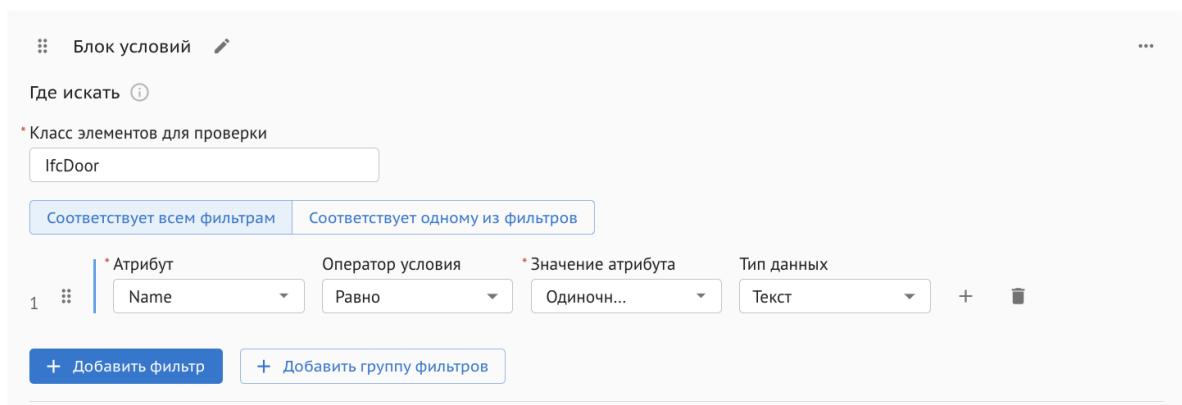 Блок условий
Где искать
* Класс элементов для проверки
IfcDoor
Соответствует всем фильтрам Соответствует одному из фильтров
* Атрибут Оператор условия * Значение атрибута Тип данных
1 Name Равно Одиночн... Текст
+ Добавить фильтр + Добавить группу фильтров